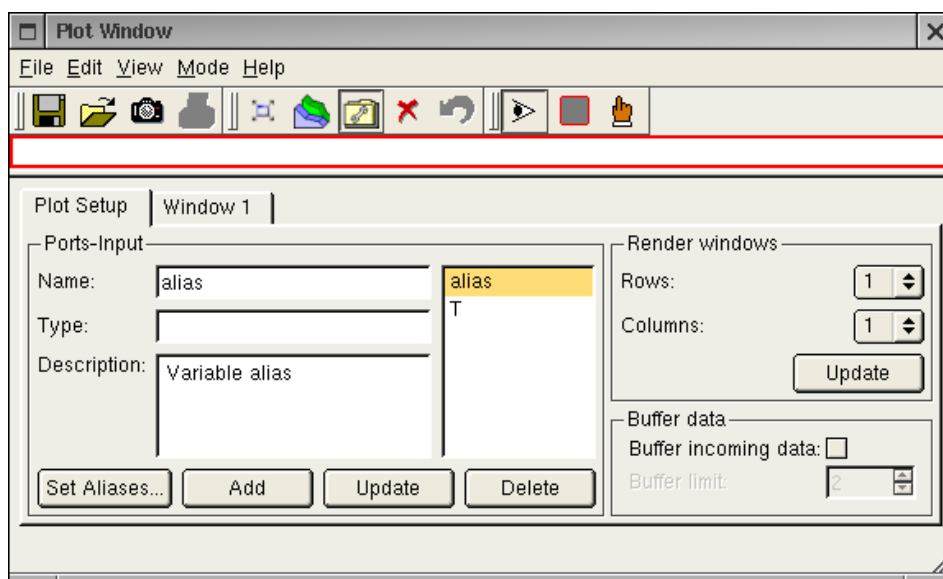 Plot Window
File Edit View Mode Help
Plot Setup
Window 1
Ports-Input
Name:
alias
Type:
Description:
Variable alias
alias
T
Set Aliases...
Add
Update
Delete
Render windows
Rows:
1
Columns:
1
Update
Buffer data
Buffer incoming data:
Buffer limit:
2